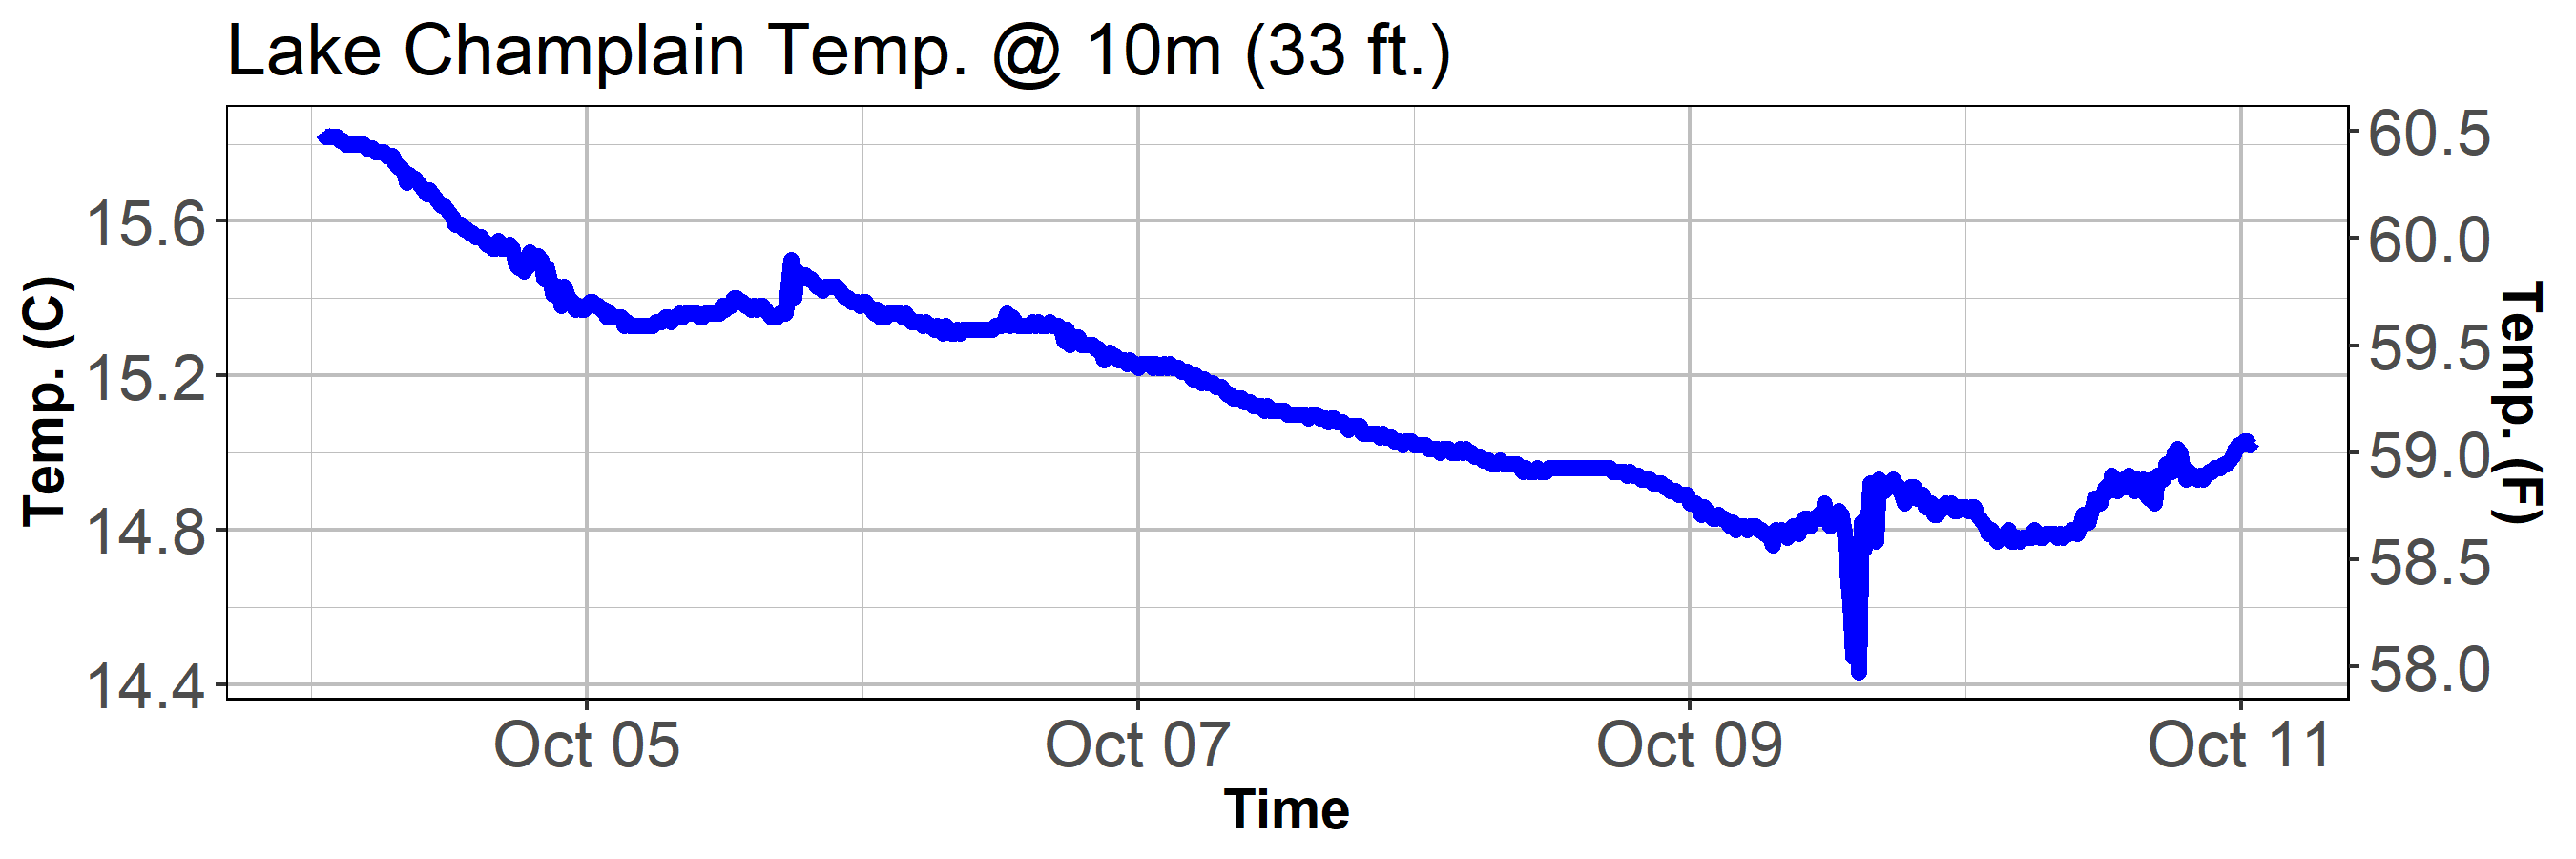 Lake Champlain Temp. @ 10m (33 ft.)
Temp. (C)
15.6
15.2
14.8
14.4
60.5
60.0
59.5
59.0
58.5
58.0
Temp. (F)
Oct 05
Oct 07
Oct 09
Oct 11
Time